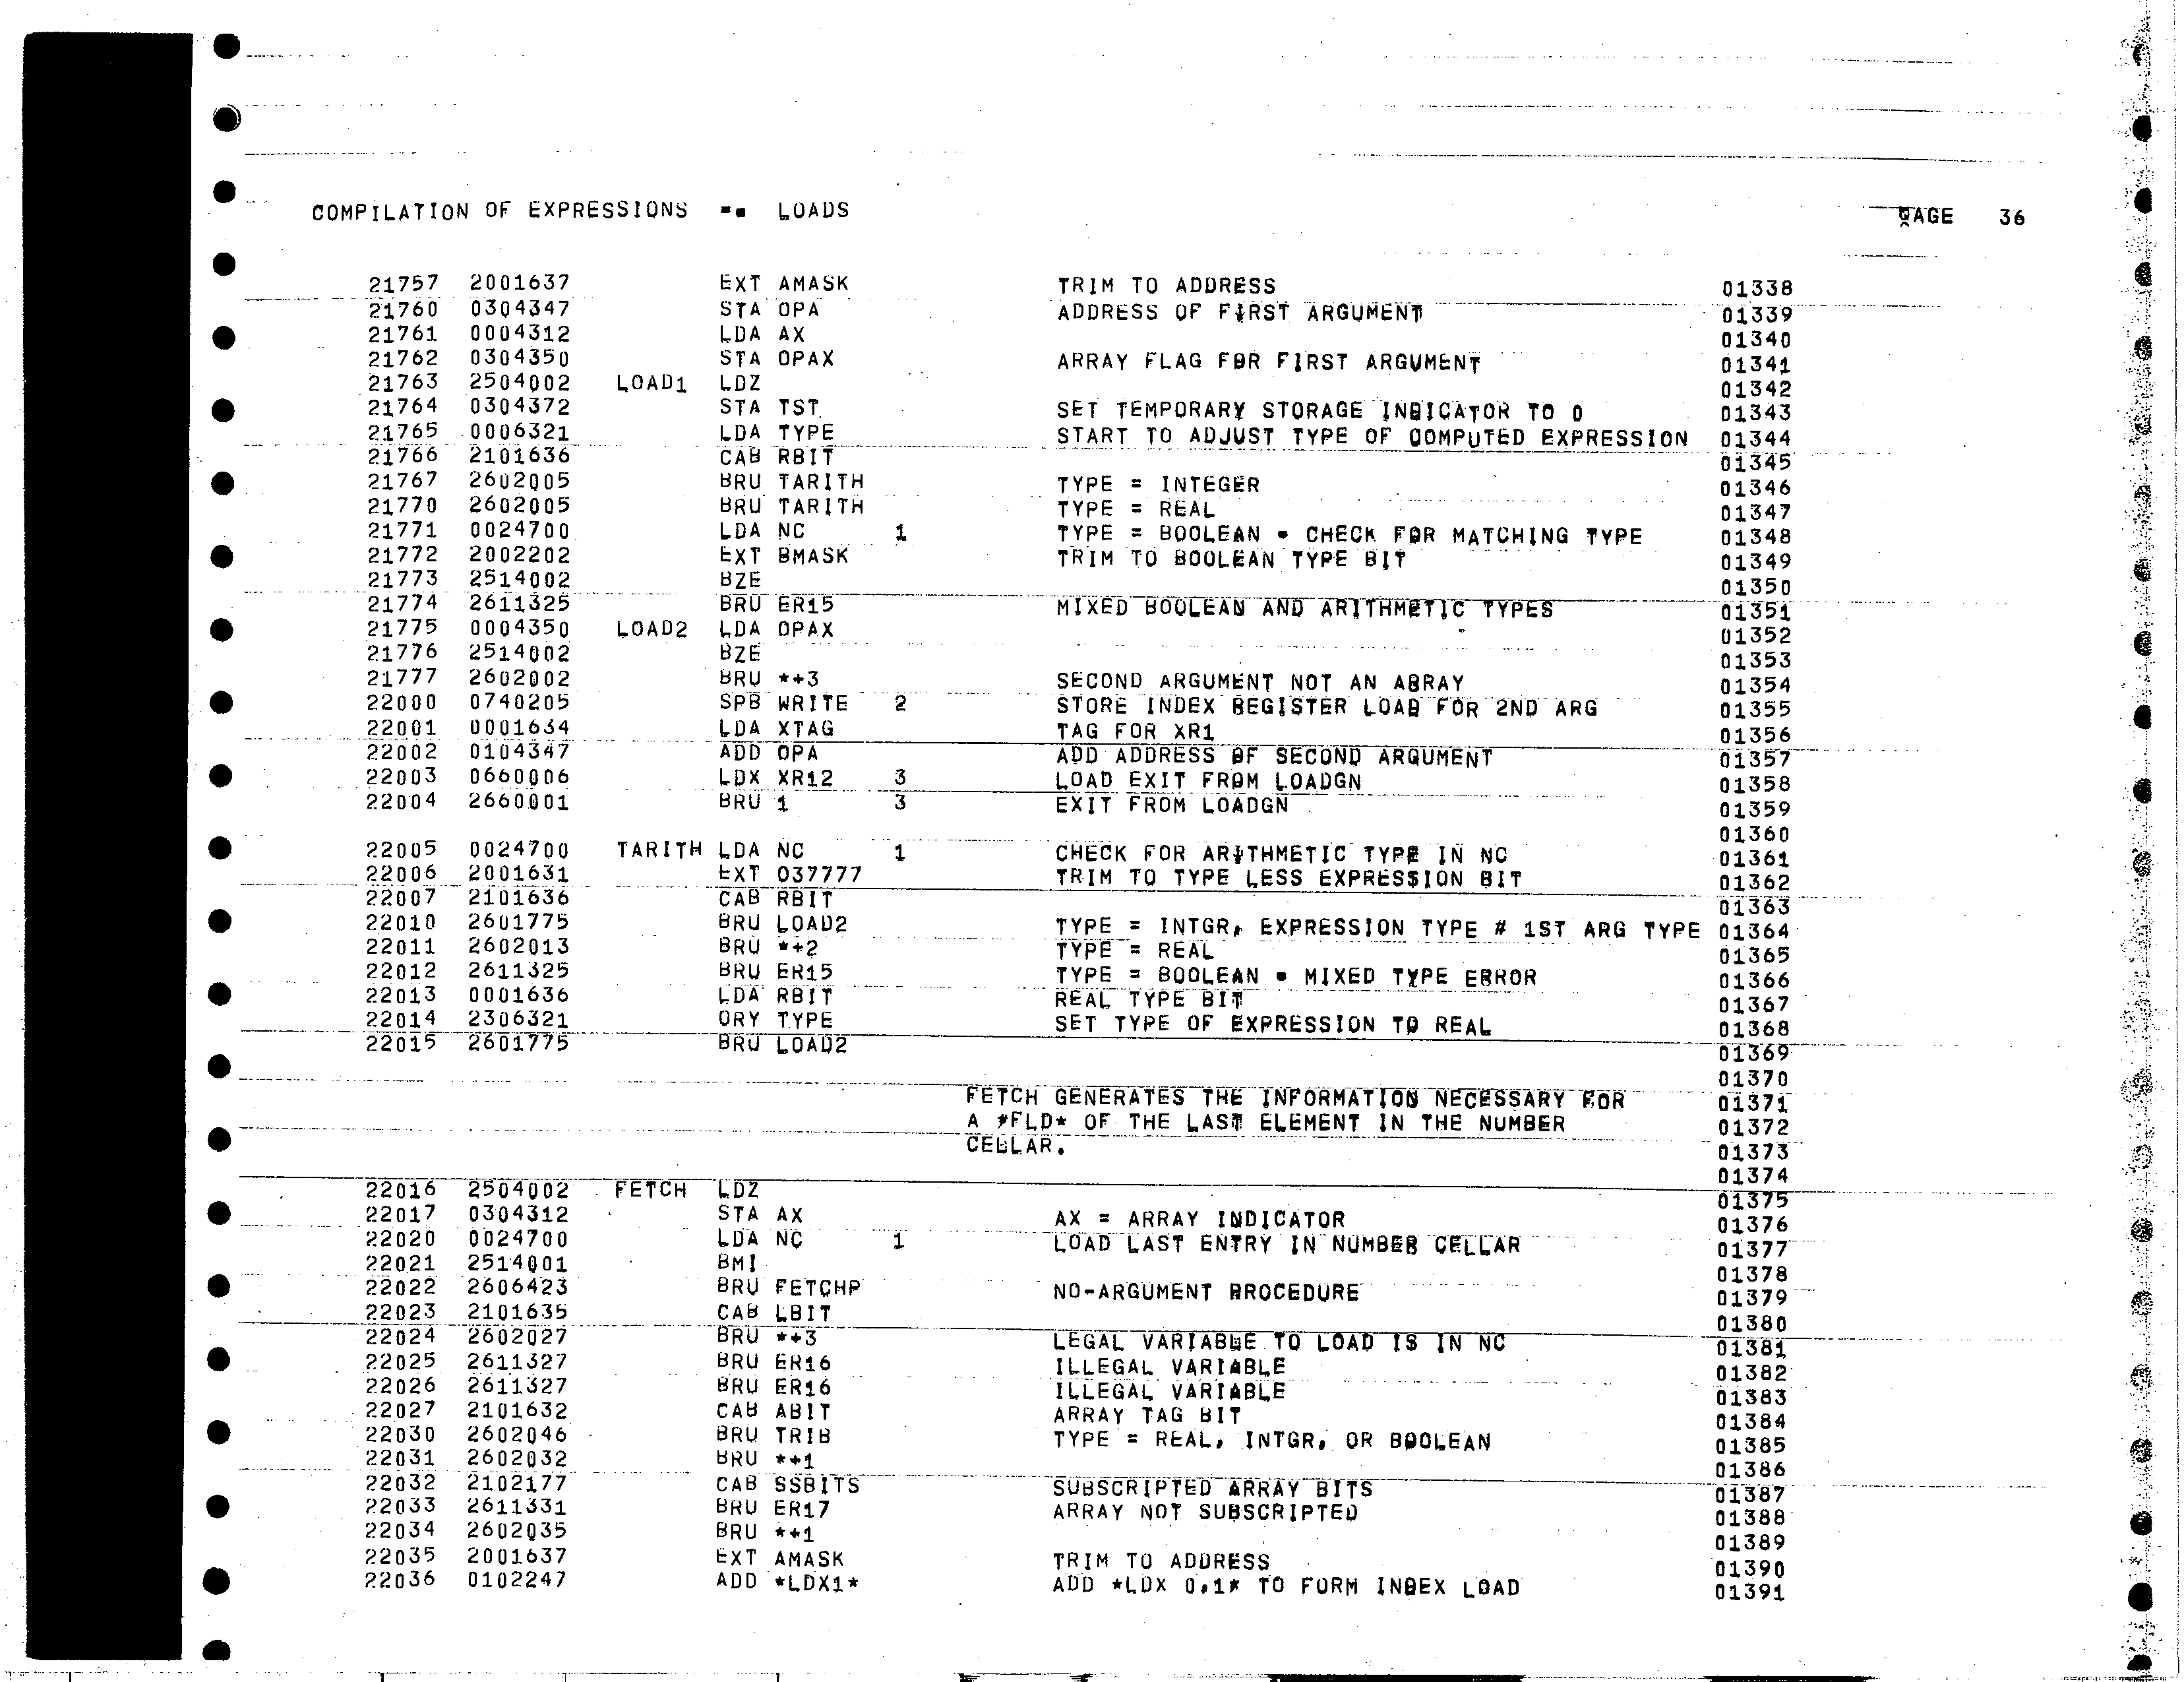 COMPILATION OF EXPRESSIONS -- LOADS PAGE 36
21757 2001637 EXT AMASK TRIM TO ADDRESS 01338
21760 0304347 STA OPA ADDRESS OF FIRST ARGUMENT 01339
21761 0004312 LDA AX 01340
21762 0304350 STA OPAX ARRAY FLAG FOR FIRST ARGUMENT 01341
21763 2504002 LOAD1 LDZ 01342
21764 0304372 STA TST SET TEMPORARY STORAGE INDICATOR TO 0 01343
21765 0006321 LDA TYPE START TO ADJUST TYPE OF COMPUTED EXPRESSION 01344
21766 2101636 CAB RBIT 01345
21767 2602005 BRU TARITH TYPE = INTEGER 01346
21770 2602005 BRU TARITH TYPE = REAL 01347
21771 0024700 LDA NC 1 TYPE = BOOLEAN - CHECK FOR MATCHING TYPE 01348
21772 2002202 EXT BMASK TRIM TO BOOLEAN TYPE BIT 01349
21773 2514002 BZE 01350
21774 2611325 BRU ER15 MIXED BOOLEAN AND ARITHMETIC TYPES 01351
21775 0004350 LOAD2 LDA OPAX 01352
21776 2514002 BZE 01353
21777 2602002 BRU *+3 SECOND ARGUMENT NOT AN ARRAY 01354
22000 0740205 SPB WRITE 2 STORE INDEX REGISTER LOAD FOR 2ND ARG 01355
22001 0001634 LDA XTAG TAG FOR XR1 01356
22002 0104347 ADD OPA ADD ADDRESS OF SECOND ARGUMENT 01357
22003 0660006 LDX XR12 3 LOAD EXIT FROM LOADGN 01358
22004 2660001 BRU 1 3 EXIT FROM LOADGN 01359
01360
22005 0024700 TARITH LDA NC 1 CHECK FOR ARITHMETIC TYPE IN NC 01361
22006 2001631 EXT O37777 TRIM TO TYPE LESS EXPRESSION BIT 01362
22007 2101636 CAB RBIT 01363
22010 2601775 BRU LOAD2 TYPE = INTGR, EXPRESSION TYPE # 1ST ARG TYPE 01364
22011 2602013 BRU *+2 TYPE = REAL 01365
22012 2611325 BRU ER15 TYPE = BOOLEAN - MIXED TYPE ERROR 01366
22013 0001636 LDA RBIT REAL TYPE BIT 01367
22014 2306321 ORY TYPE SET TYPE OF EXPRESSION TO REAL 01368
22015 2601775 BRU LOAD2 01369
01370
FETCH GENERATES THE INFORMATION NECESSARY FOR 01371
A *FLD* OF THE LAST ELEMENT IN THE NUMBER 01372
CELLAR. 01373
01374
22016 2504002 FETCH LDZ 01375
22017 0304312 STA AX AX = ARRAY INDICATOR 01376
22020 0024700 LDA NC 1 LOAD LAST ENTRY IN NUMBER CELLAR 01377
22021 2514001 BMI 01378
22022 2606423 BRU FETCHP NO-ARGUMENT PROCEDURE 01379
22023 2101635 CAB LBIT 01380
22024 2602027 BRU *+3 LEGAL VARIABLE TO LOAD IS IN NC 01381
22025 2611327 BRU ER16 ILLEGAL VARIABLE 01382
22026 2611327 BRU ER16 ILLEGAL VARIABLE 01383
22027 2101632 CAB ABIT ARRAY TAG BIT 01384
22030 2602046 BRU TRIB TYPE = REAL, INTGR, OR BOOLEAN 01385
22031 2602032 BRU *+1 01386
22032 2102177 CAB SSBITS SUBSCRIPTED ARRAY BITS 01387
22033 2611331 BRU ER17 ARRAY NOT SUBSCRIPTED 01388
22034 2602035 BRU *+1 01389
22035 2001637 EXT AMASK TRIM TO ADDRESS 01390
22036 0102247 ADD *LDX1* ADD *LDX 0,1* TO FORM INDEX LOAD 01391